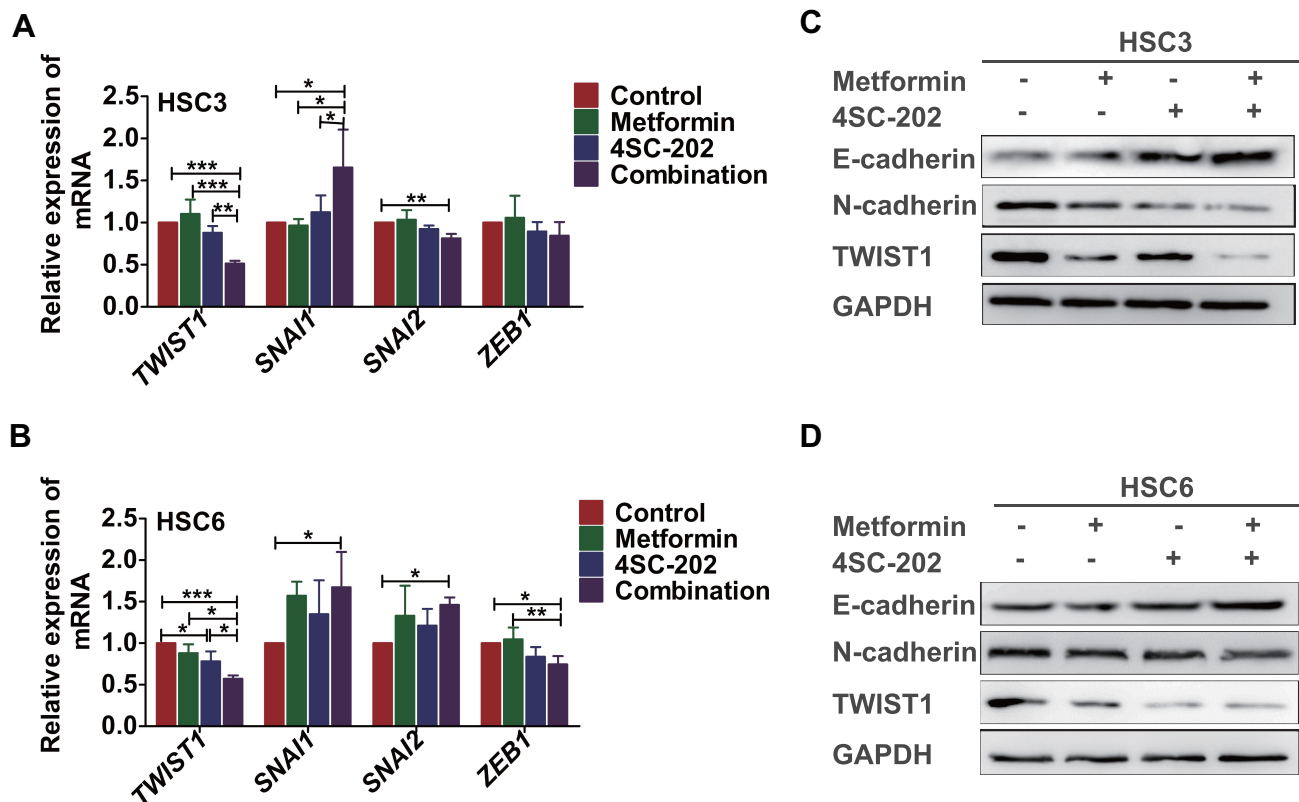 A
Relative expression of
mRNA
2.5
2.0
1.5
1.0
0.5
0.0
HSC3
*** *** ** * * * **
TWIST1 SNAI1 SNAI2 ZEB1
Control
Metformin
4SC-202
Combination
C
HSC3
Metformin - + - +
4SC-202 - - + +
E-cadherin
N-cadherin
TWIST1
GAPDH
B
Relative expression of
mRNA
2.5
2.0
1.5
1.0
0.5
0.0
HSC6
*** * * * * * * **
TWIST1 SNAI1 SNAI2 ZEB1
Control
Metformin
4SC-202
Combination
D
HSC6
Metformin - + - +
4SC-202 - - + +
E-cadherin
N-cadherin
TWIST1
GAPDH